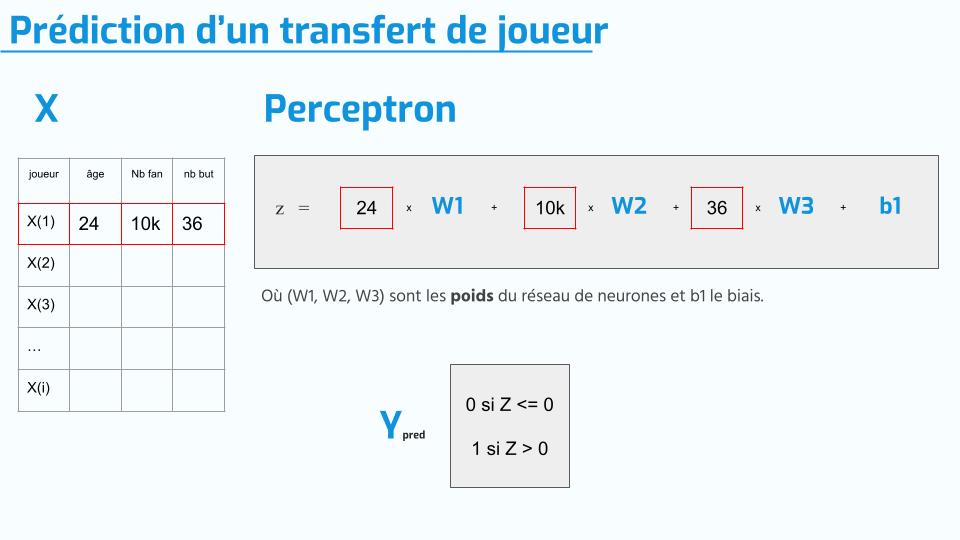 Prédiction d'un transfert de joueur
X
Perceptron
joueur âge Nb fan nb but
X(1) 24 10k 36
X(2)
X(3)
...
X(i)
z = 24 x W1 + 10k x W2 + 36 x W3 + b1
Où (W1, W2, W3) sont les poids du réseau de neurones et b1 le biais.
Ypred
0 si Z <= 0
1 si Z > 0